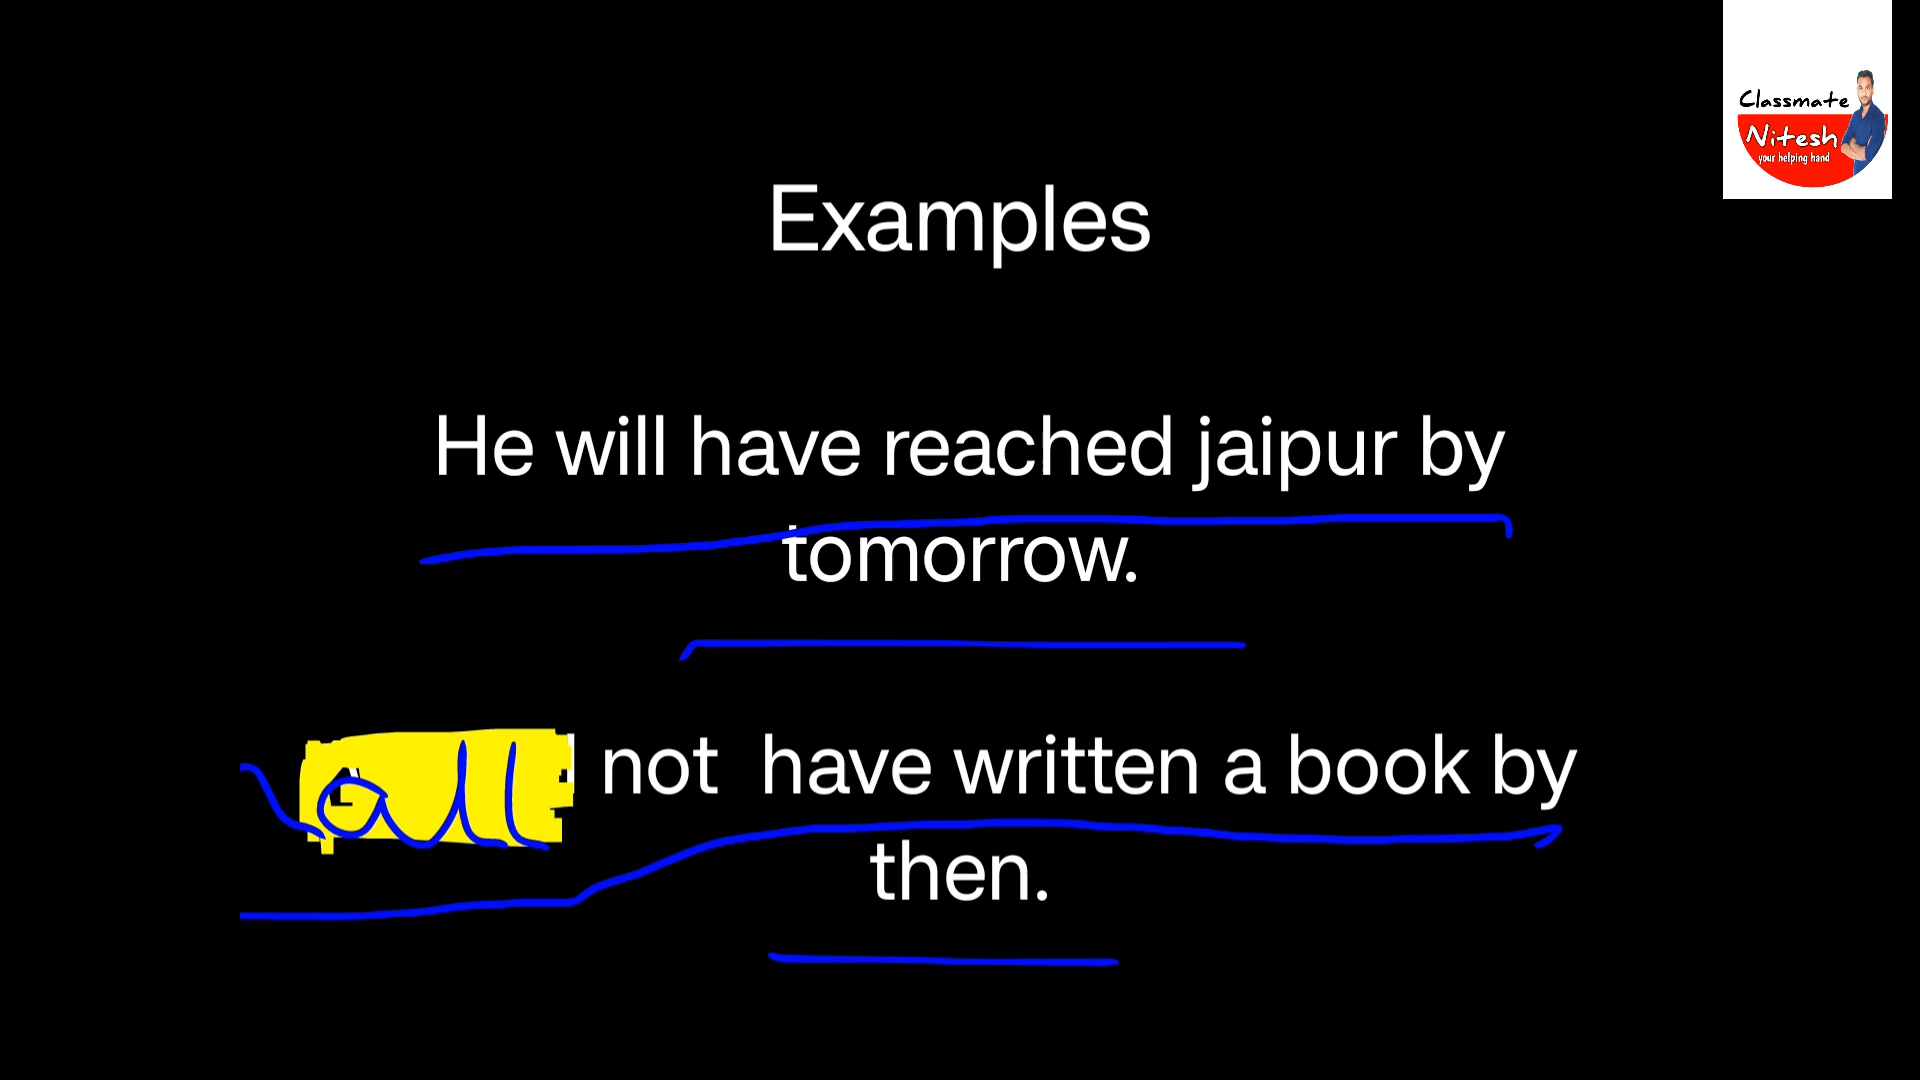 Classmate
Nitesh
your helping hand
Examples
He will have reached jaipur by
tomorrow.
all not have written a book by
then.